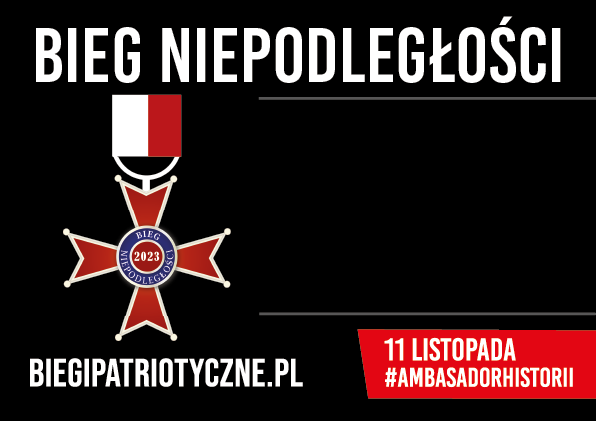 BIEG NIEPODLEGŁOŚCI
BIEG
2023
NIEPODLEGŁOŚCI
BIEGIPATRIOTYCZNE.PL
11 LISTOPADA
#AMBASADORHISTORII